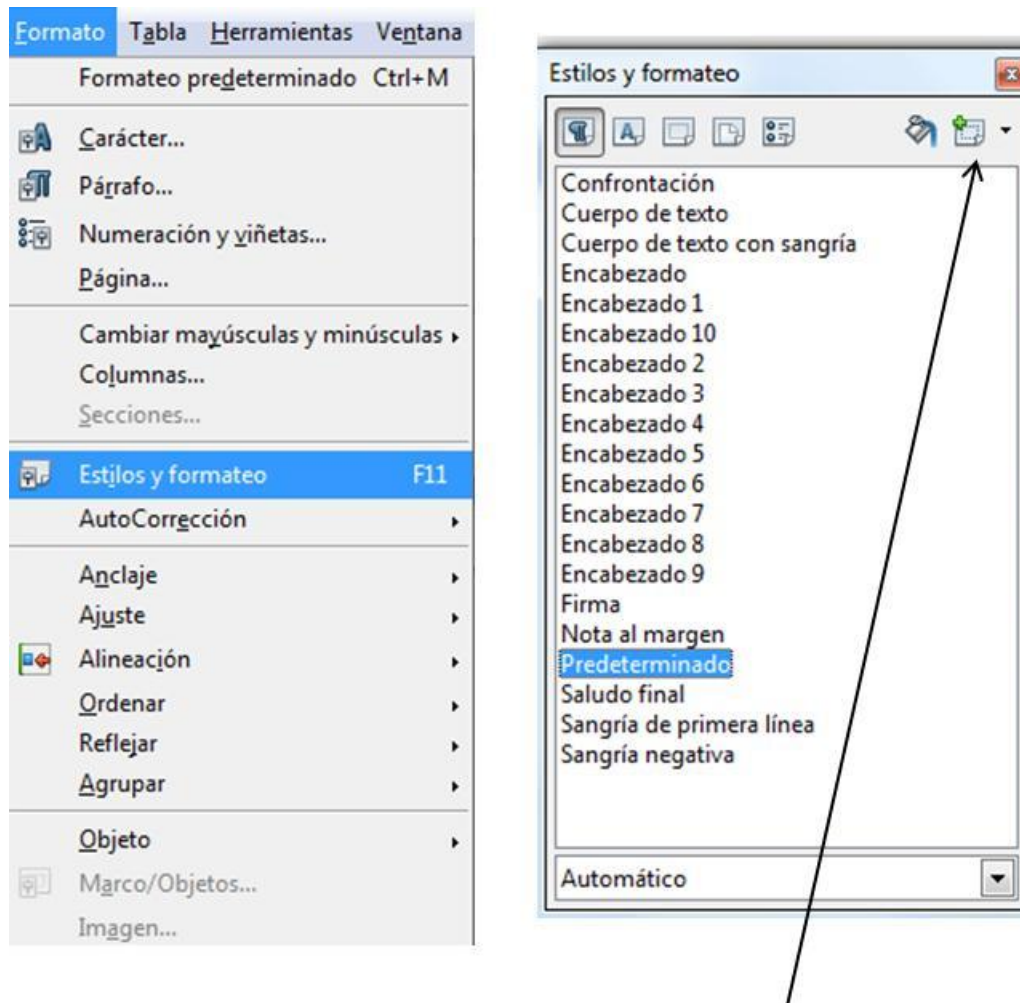 Formato Tabla Herramientas Ventana
Formateo predeterminado Ctrl+M
Carácter...
Párrafo...
Numeración y viñetas...
Página...
Cambiar mayúsculas y minúsculas
Columnas...
Secciones...
Estilos y formateo F11
AutoCorrección
Anclaje
Ajuste
Alineación
Ordenar
Reflejar
Agrupar
Objeto
Marco/Objetos...
Imagen...
Estilos y formateo
Confrontación
Cuerpo de texto
Cuerpo de texto con sangría
Encabezado
Encabezado 1
Encabezado 10
Encabezado 2
Encabezado 3
Encabezado 4
Encabezado 5
Encabezado 6
Encabezado 7
Encabezado 8
Encabezado 9
Firma
Nota al margen
Predeterminado
Saludo final
Sangría de primera línea
Sangría negativa
Automático